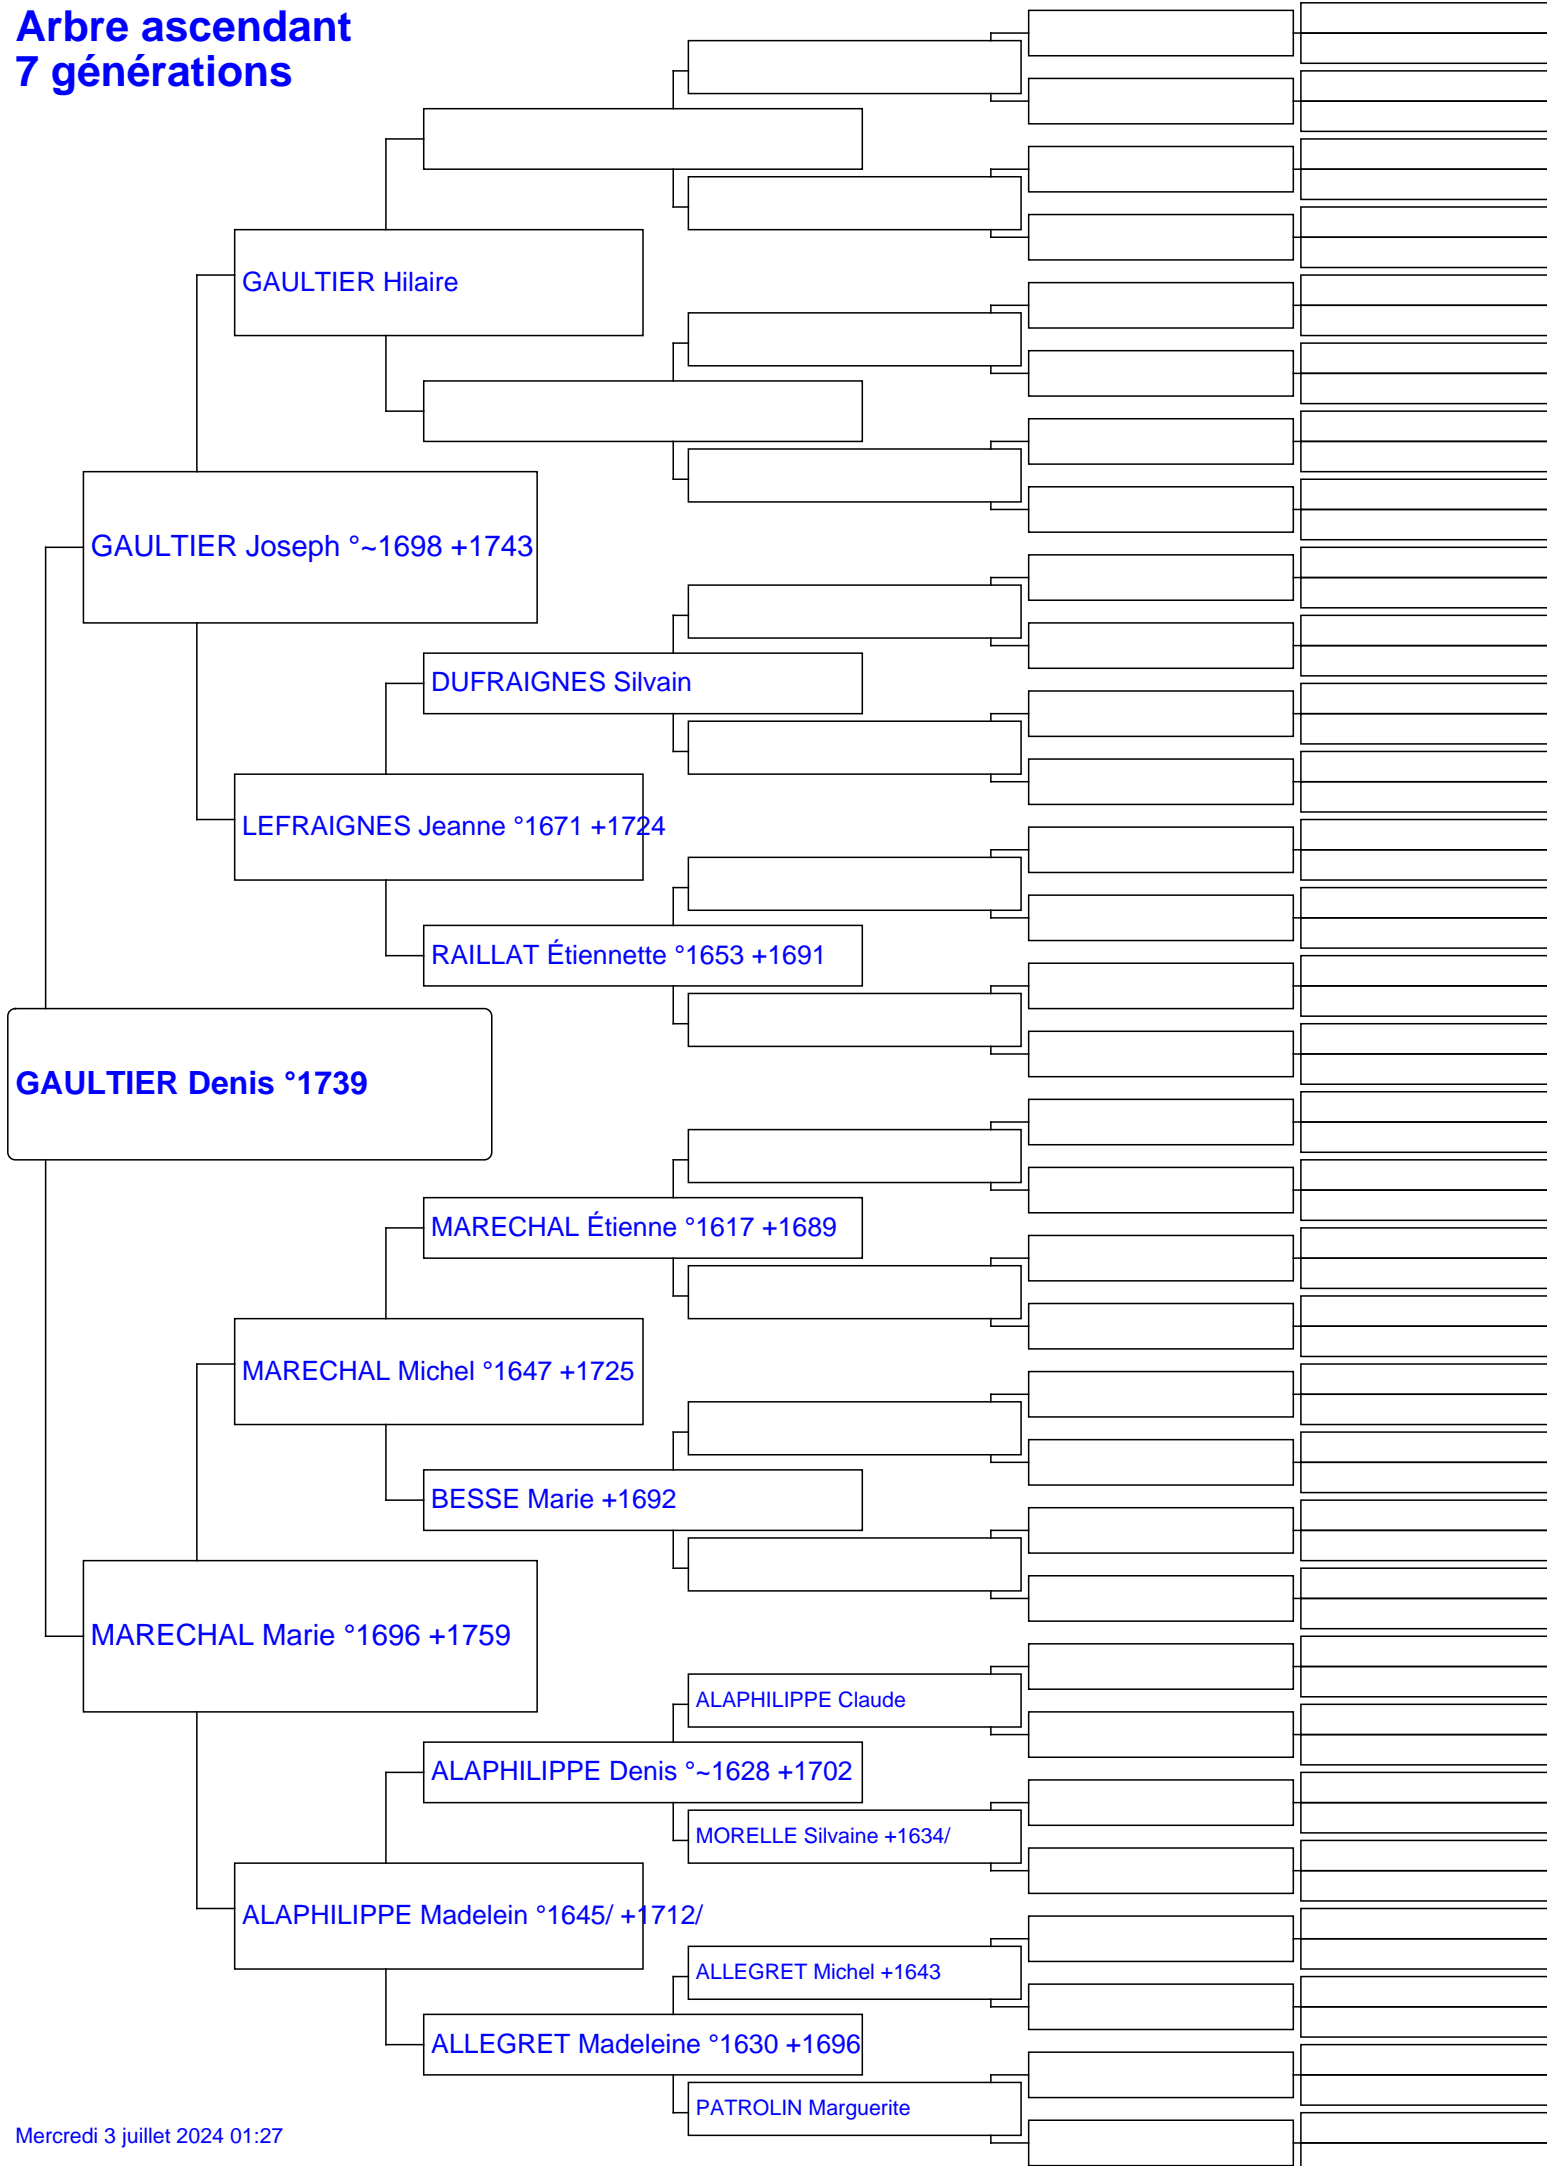 Arbre ascendant
7 générations
GAULTIER Hilaire
GAULTIER Joseph °~1698 +1743
DUFRAIGNES Silvain
LEFRAIGNES Jeanne °1671 +1724
RAILLAT Étiennette °1653 +1691
GAULTIER Denis °1739
MARECHAL Étienne °1617 +1689
MARECHAL Michel °1647 +1725
BESSE Marie +1692
MARECHAL Marie °1696 +1759
ALAPHILIPPE Claude
ALAPHILIPPE Denis °~1628 +1702
MORELLE Silvaine +1634/
ALAPHILIPPE Madelein °1645/ +1712/
ALLEGRET Michel +1643
ALLEGRET Madeleine °1630 +1696
PATROLIN Marguerite
Mercredi 3 juillet 2024 01:27